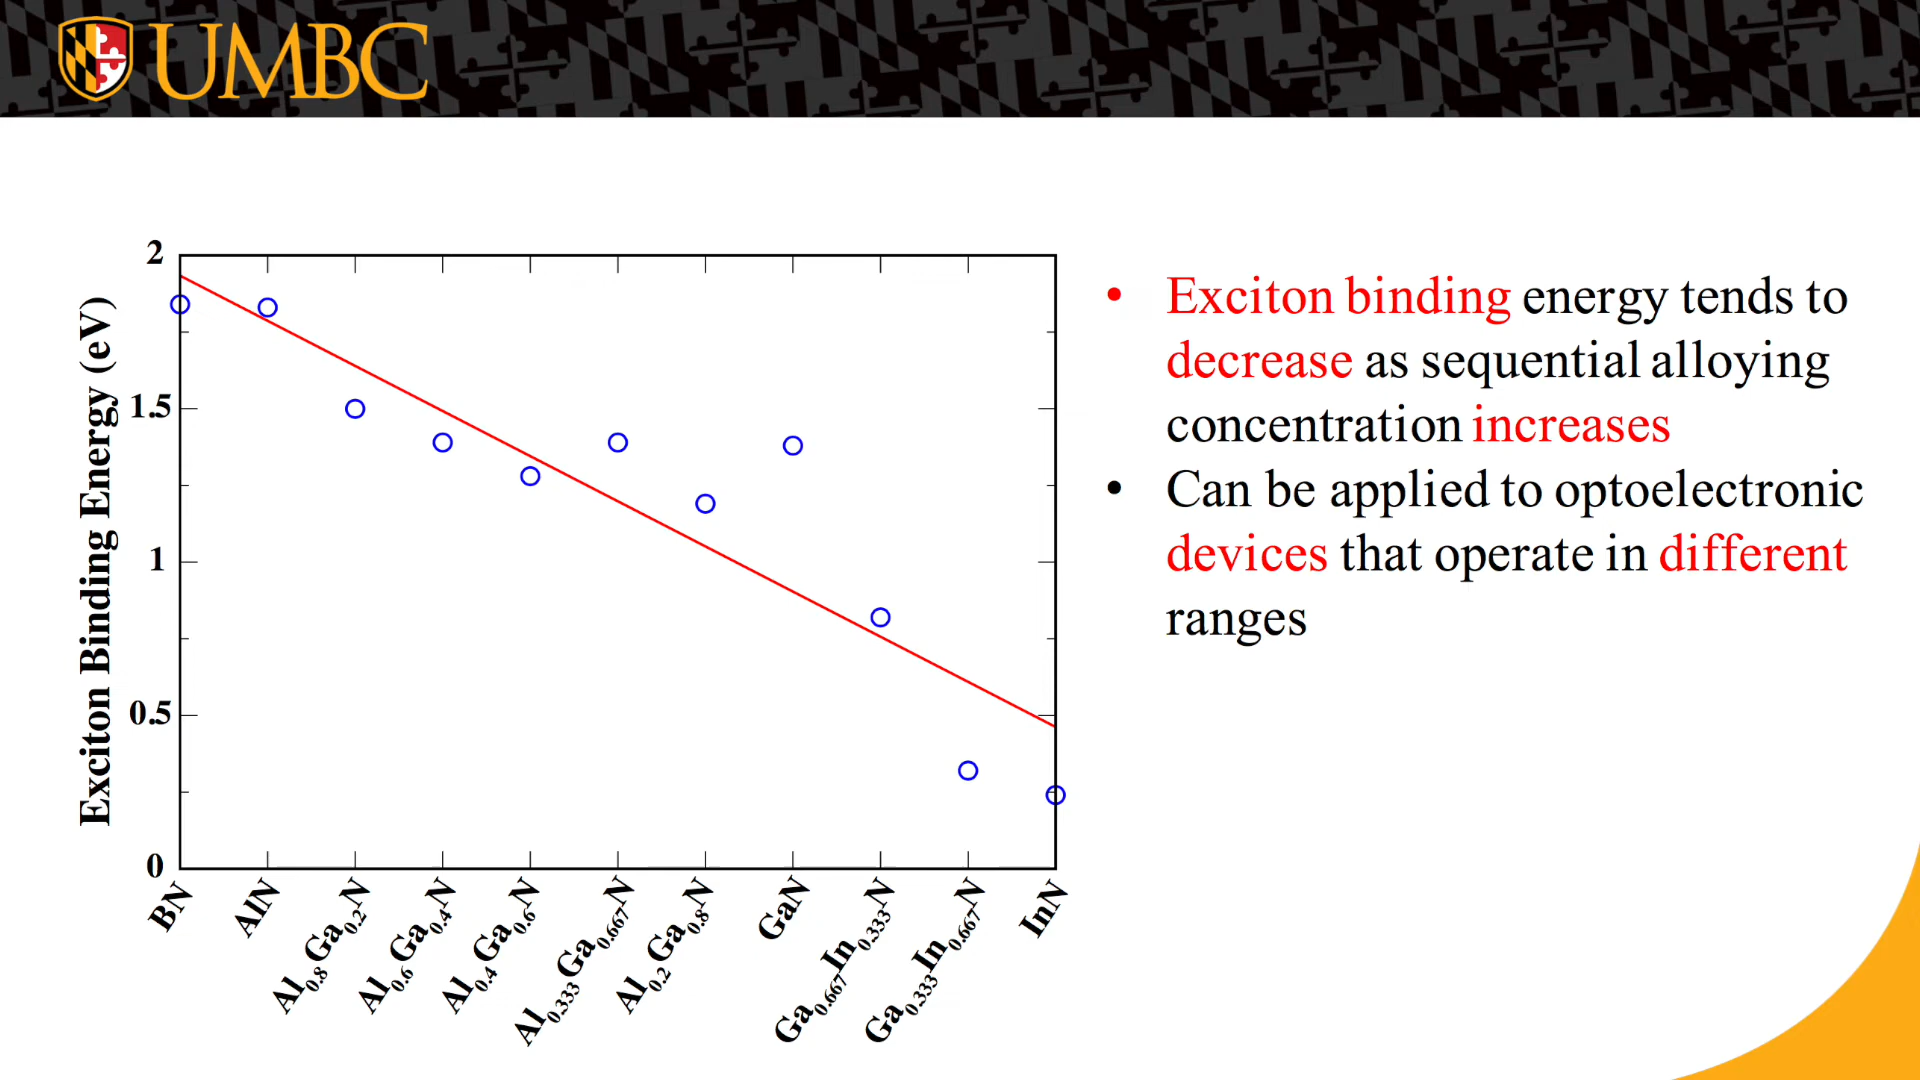 UMBC
Exciton Binding Energy (eV)
2
1.5
1
0.5
0
BN
AlN
Al0.8Ga0.2N
Al0.6Ga0.4N
Al0.4Ga0.6N
Al0.333Ga0.667N
Al0.2Ga0.8N
GaN
Ga0.667In0.333N
Ga0.333In0.667N
InN
• Exciton binding energy tends to
decrease as sequential alloying
concentration increases
• Can be applied to optoelectronic
devices that operate in different
ranges